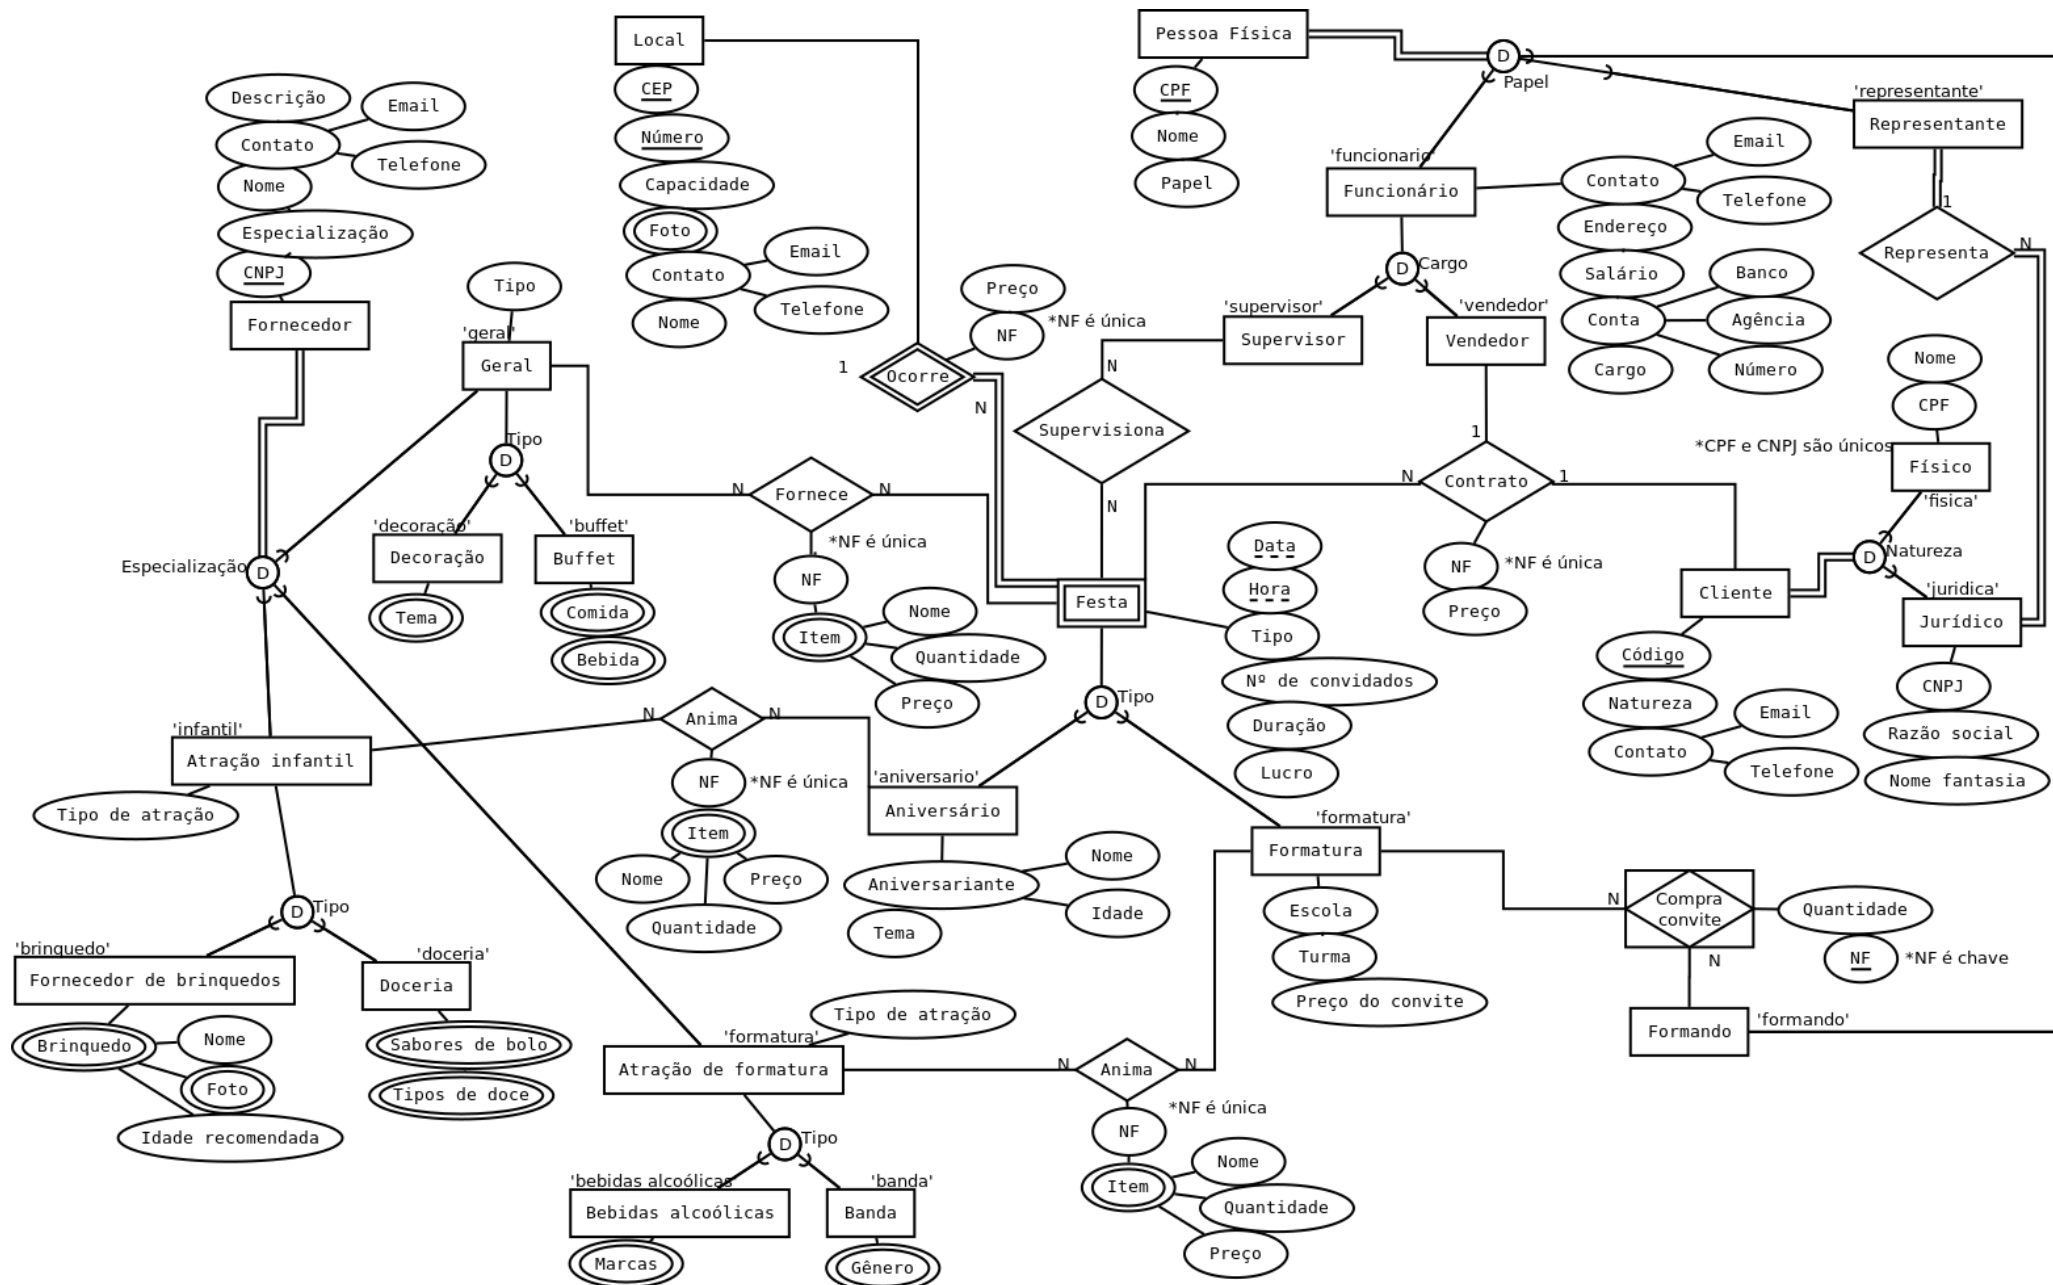 Local
CEP
Número
Capacidade
Foto
Contato
Email
Telefone
Nome
Pessoa Física
CPF
Nome
Papel
D
Papel
'representante'
Representante
1
N
Representa
'funcionario'
Funcionário
Contato
Email
Telefone
Endereço
Salário
Conta
Banco
Agência
Número
Cargo
D
Cargo
'supervisor'
Supervisor
'vendedor'
Vendedor
Descrição
Contato
Email
Telefone
Nome
Especialização
CNPJ
Fornecedor
Tipo
'geral'
Geral
D
Tipo
'decoração'
Decoração
Tema
'buffet'
Buffet
Comida
Bebida
Especialização
D
Preço
NF
*NF é única
1
Ocorre
N
N
Supervisiona
N
N
Fornece
N
*NF é única
NF
Item
Nome
Quantidade
Preço
1
N
Contrato
1
NF
*NF é única
Preço
Nome
CPF
*CPF e CNPJ são únicos
Físico
'fisica'
D
Natureza
'juridica'
Jurídico
CNPJ
Razão social
Nome fantasia
Cliente
Código
Natureza
Contato
Email
Telefone
Festa
Data
Hora
Tipo
Nº de convidados
Duração
Lucro
D
Tipo
'infantil'
Atração infantil
Tipo de atração
N
Anima
N
NF
*NF é única
Item
Nome
Preço
Quantidade
'aniversario'
Aniversário
Aniversariante
Nome
Idade
Tema
'formatura'
Formatura
Escola
Turma
Preço do convite
N
Compra
convite
N
Quantidade
NF
*NF é chave
Formando
'formando'
D
Tipo
'brinquedo'
Fornecedor de brinquedos
Brinquedo
Nome
Foto
Idade recomendada
'doceria'
Doceria
Sabores de bolo
Tipos de doce
Tipo de atração
'formatura'
Atração de formatura
N
Anima
N
*NF é única
NF
Item
Nome
Quantidade
Preço
D
Tipo
'bebidas alcoólicas'
Bebidas alcoólicas
Marcas
'banda'
Banda
Gênero